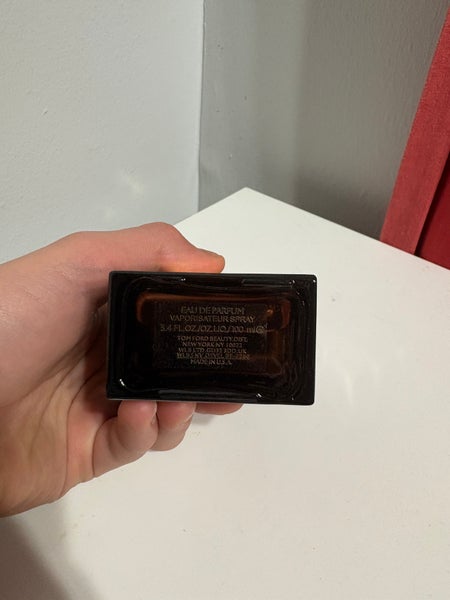 EAU DE PARFUM
VAPORISATEUR SPRAY
3.4 FL.OZ./OZ.LIQ./100 ml ℮
TOM FORD BEAUTY, DIST.
NEW YORK, NY 10022
MADE IN U.S.A.